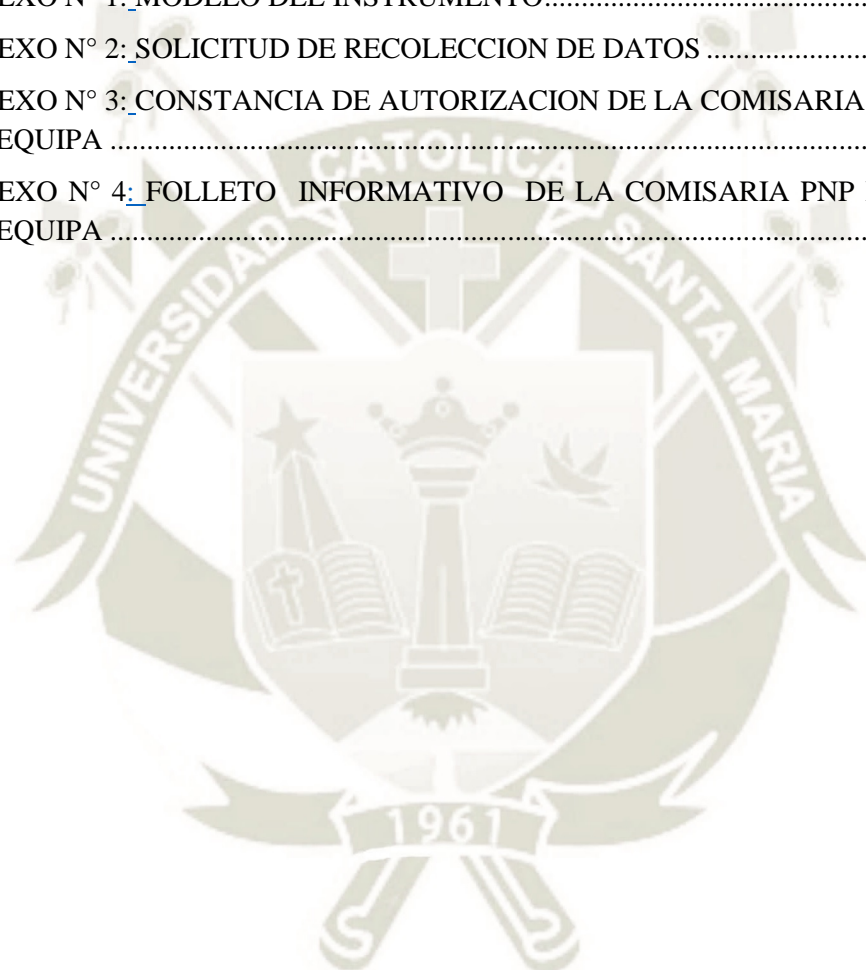 EXO N° 1: MODELO DEL INSTRUMENTO.....................................................
EXO N° 2: SOLICITUD DE RECOLECCION DE DATOS ..........................
EXO N° 3: CONSTANCIA DE AUTORIZACION DE LA COMISARIA
EQUIPA ....................................................................................................................
EXO N° 4: FOLLETO INFORMATIVO DE LA COMISARIA PNP
EQUIPA ....................................................................................................................
UNIVERSIDAD CATOLICA SANTA MARIA
1961